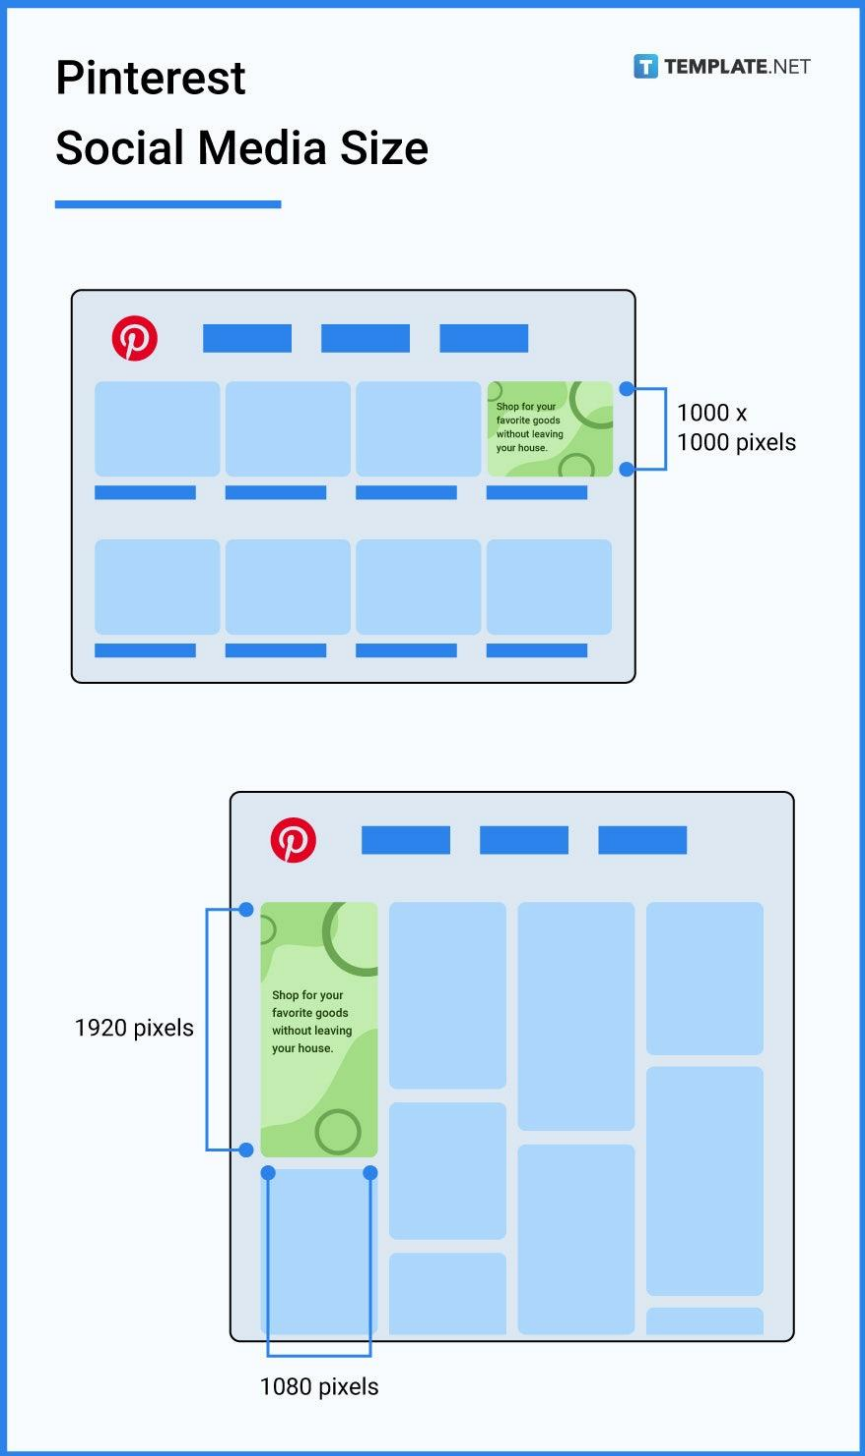 Pinterest
Social Media Size
T TEMPLATE.NET
Shop for your
favorite goods
without leaving
your house.
1000 x
1000 pixels
Shop for your
favorite goods
without leaving
your house.
1920 pixels
1080 pixels